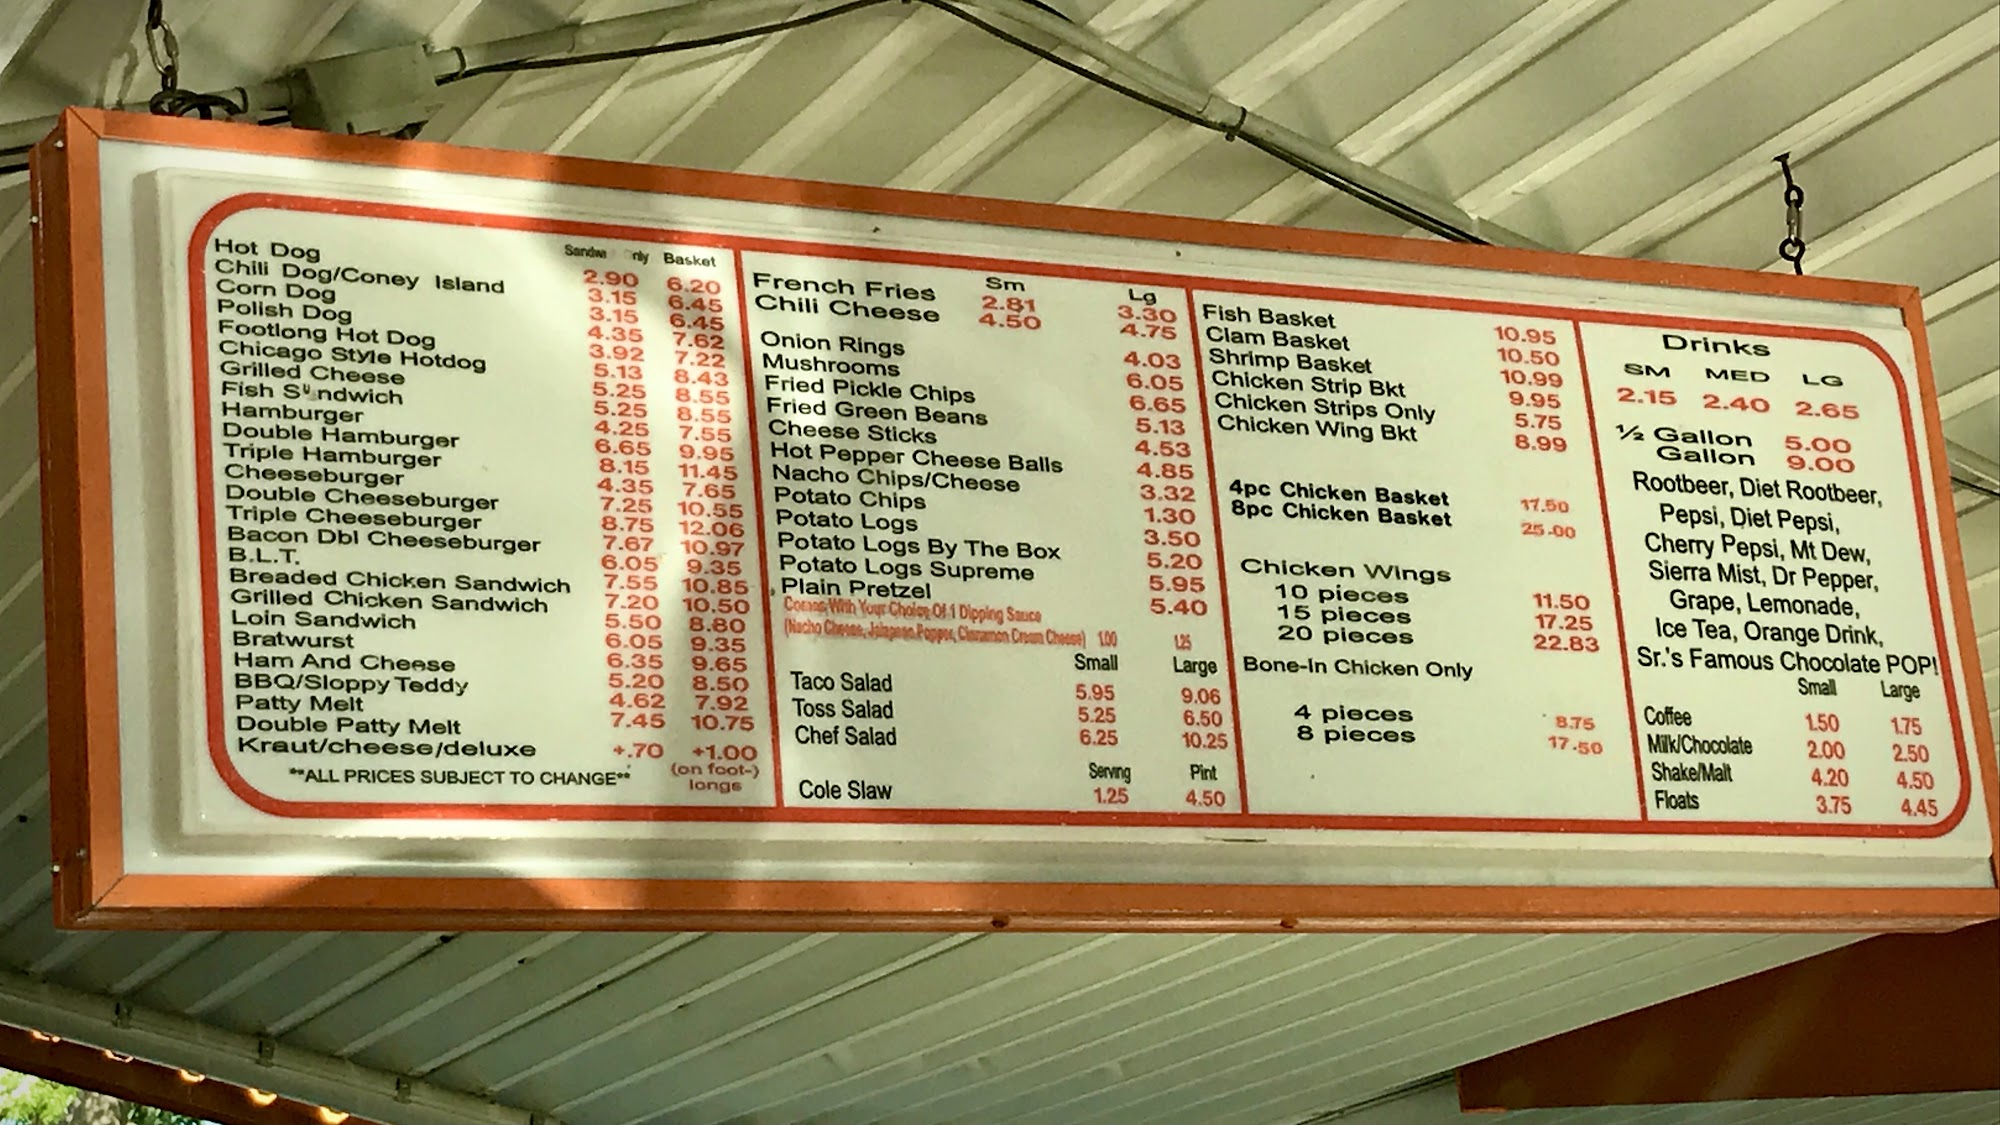 Sandwi nly Basket
Hot Dog 2.90 6.20
Chili Dog/Coney Island 3.15 6.45
Corn Dog 3.15 6.45
Polish Dog 4.35 7.62
Footlong Hot Dog 3.92 7.22
Chicago Style Hotdog 5.13 8.43
Grilled Cheese 5.25 8.55
Fish Sandwich 5.25 8.55
Hamburger 4.25 7.55
Double Hamburger 6.65 9.95
Triple Hamburger 8.15 11.45
Cheeseburger 4.35 7.65
Double Cheeseburger 7.25 10.55
Triple Cheeseburger 8.75 12.06
Bacon Dbl Cheeseburger 7.67 10.97
B.L.T. 6.05 9.35
Breaded Chicken Sandwich 7.55 10.85
Grilled Chicken Sandwich 7.20 10.50
Loin Sandwich 5.50 8.80
Bratwurst 6.05 9.35
Ham And Cheese 6.35 9.65
BBQ/Sloppy Teddy 5.20 8.50
Patty Melt 4.62 7.92
Double Patty Melt 7.45 10.75
Kraut/cheese/deluxe +.70 +1.00
**ALL PRICES SUBJECT TO CHANGE** (on foot-)
longs
Sm Lg
French Fries 2.81 3.30
Chili Cheese 4.50 4.75
Onion Rings 4.03
Mushrooms 6.05
Fried Pickle Chips 6.65
Fried Green Beans 5.13
Cheese Sticks 4.53
Hot Pepper Cheese Balls 4.85
Nacho Chips/Cheese 3.32
Potato Chips 1.30
Potato Logs 3.50
Potato Logs By The Box 5.20
Potato Logs Supreme 5.95
Plain Pretzel 5.40
Comes With Your Choice Of 1 Dipping Sauce
(Nacho Cheese, Jalapeno Popper, Cinnamon Cream Cheese) 1.00 1.25
Small Large
Taco Salad 5.95 9.06
Toss Salad 5.25 6.50
Chef Salad 6.25 10.25
Serving Pint
Cole Slaw 1.25 4.50
Fish Basket 10.95
Clam Basket 10.50
Shrimp Basket 10.99
Chicken Strip Bkt 9.95
Chicken Strips Only 5.75
Chicken Wing Bkt 8.99
4pc Chicken Basket 17.50
8pc Chicken Basket 25.00
Chicken Wings
10 pieces 11.50
15 pieces 17.25
20 pieces 22.83
Bone-In Chicken Only
4 pieces 8.75
8 pieces 17.50
Drinks
SM MED LG
2.15 2.40 2.65
½ Gallon 5.00
Gallon 9.00
Rootbeer, Diet Rootbeer,
Pepsi, Diet Pepsi,
Cherry Pepsi, Mt Dew,
Sierra Mist, Dr Pepper,
Grape, Lemonade,
Ice Tea, Orange Drink,
Sr.'s Famous Chocolate POP!
Small Large
Coffee 1.50 1.75
Milk/Chocolate 2.00 2.50
Shake/Malt 4.20 4.50
Floats 3.75 4.45